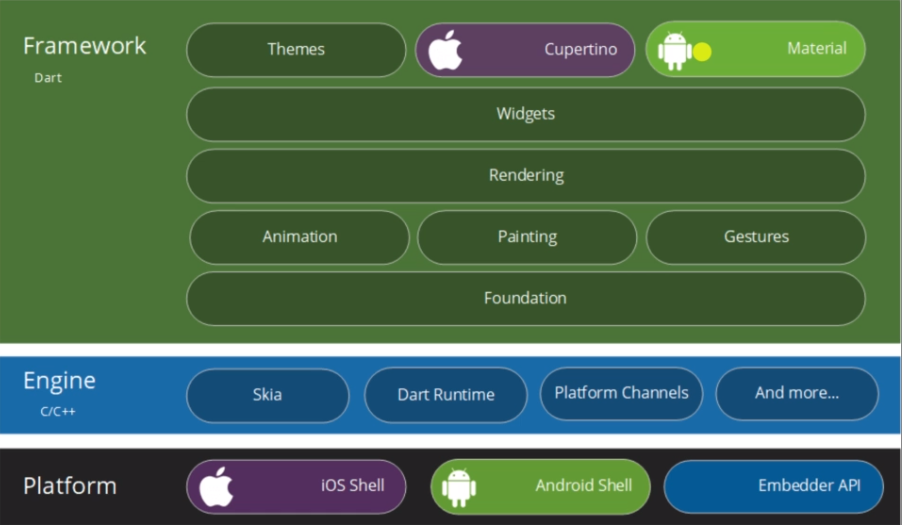 Framework
Dart
Themes
Cupertino
Material
Widgets
Rendering
Animation
Painting
Gestures
Foundation
Engine
C/C++
Skia
Dart Runtime
Platform Channels
And more...
Platform
iOS Shell
Android Shell
Embedder API